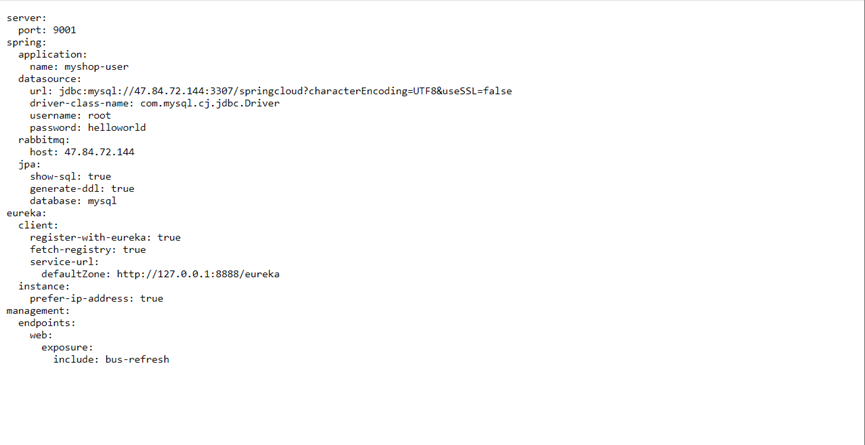 server:
  port: 9001
spring:
  application:
    name: myshop-user
  datasource:
    url: jdbc:mysql://47.84.72.144:3307/springcloud?characterEncoding=UTF8&useSSL=false
    driver-class-name: com.mysql.cj.jdbc.Driver
    username: root
    password: helloworld
  rabbitmq:
    host: 47.84.72.144
  jpa:
    show-sql: true
    generate-ddl: true
    database: mysql
eureka:
  client:
    register-with-eureka: true
    fetch-registry: true
    service-url:
      defaultZone: http://127.0.0.1:8888/eureka
  instance:
    prefer-ip-address: true
management:
  endpoints:
    web:
      exposure:
        include: bus-refresh